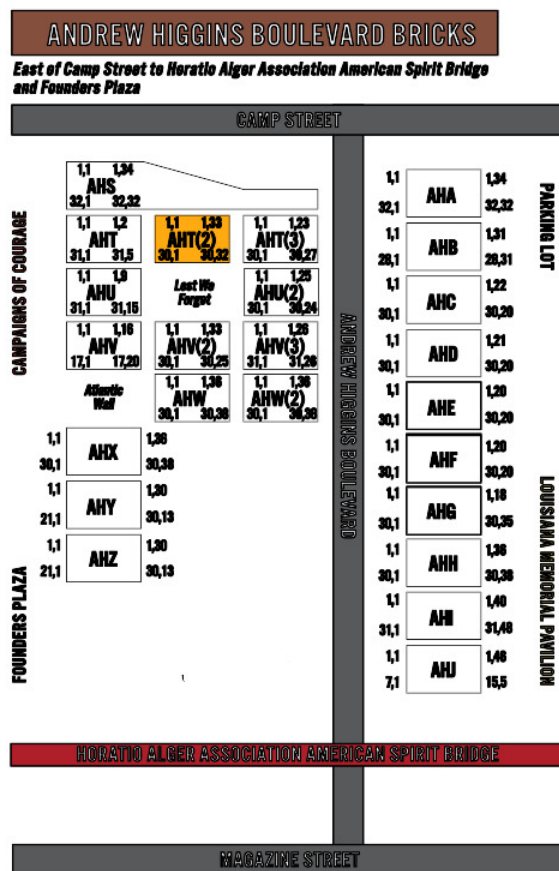 ANDREW HIGGINS BOULEVARD BRICKS
East of Camp Street to Horatio Alger Association American Spirit Bridge
and Founders Plaza
CAMP STREET
1,1 1,34
AHS
32,1 32,32
1,1 1,2
AHT
31,1 31,5
1,1 1,33
AHT(2)
30,1 30,32
1,1 1,23
AHT(3)
30,1 30,27
1,1 1,9
AHU
31,1 31,15
Lest We
Forget
1,1 1,25
AHU(2)
30,1 30,24
1,1 1,16
AHV
17,1 17,20
1,1 1,33
AHV(2)
30,1 30,25
1,1 1,26
AHV(3)
31,1 31,26
Atlantic
Wall
1,1 1,36
AHW
30,1 30,38
1,1 1,36
AHW(2)
30,1 30,38
1,1 1,36
AHX
30,1 30,38
1,1 1,30
AHY
21,1 30,13
1,1 1,30
AHZ
21,1 30,13
CAMPAIGNS OF COURAGE
FOUNDERS PLAZA
ANDREW HIGGINS BOULEVARD
1,1 1,34
AHA
32,1 32,32
1,1 1,31
AHB
28,1 28,31
1,1 1,22
AHC
30,1 30,20
1,1 1,21
AHD
30,1 30,20
1,1 1,20
AHE
30,1 30,20
1,1 1,20
AHF
30,1 30,20
1,1 1,18
AHG
30,1 30,35
1,1 1,36
AHH
30,1 30,38
1,1 1,40
AHI
31,1 31,48
1,1 1,46
AHJ
7,1 15,5
PARKING LOT
LOUISIANA MEMORIAL PAVILION
HORATIO ALGER ASSOCIATION AMERICAN SPIRIT BRIDGE
MAGAZINE STREET